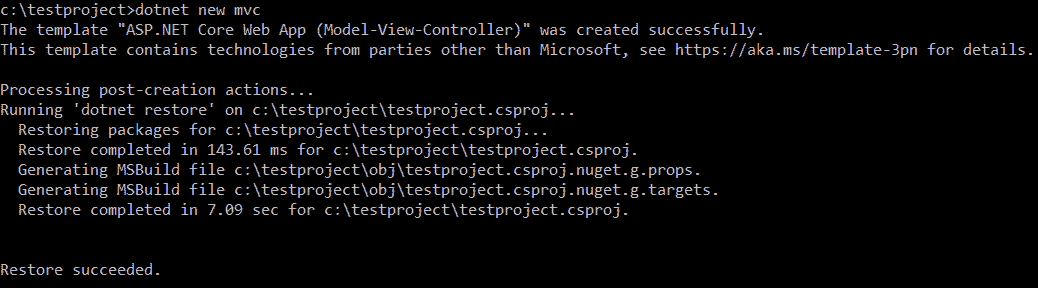 c:\testproject>dotnet new mvc
The template "ASP.NET Core Web App (Model-View-Controller)" was created successfully.
This template contains technologies from parties other than Microsoft, see https://aka.ms/template-3pn for details.
Processing post-creation actions...
Running 'dotnet restore' on c:\testproject\testproject.csproj...
  Restoring packages for c:\testproject\testproject.csproj...
  Restore completed in 143.61 ms for c:\testproject\testproject.csproj.
  Generating MSBuild file c:\testproject\obj\testproject.csproj.nuget.g.props.
  Generating MSBuild file c:\testproject\obj\testproject.csproj.nuget.g.targets.
  Restore completed in 7.09 sec for c:\testproject\testproject.csproj.
Restore succeeded.